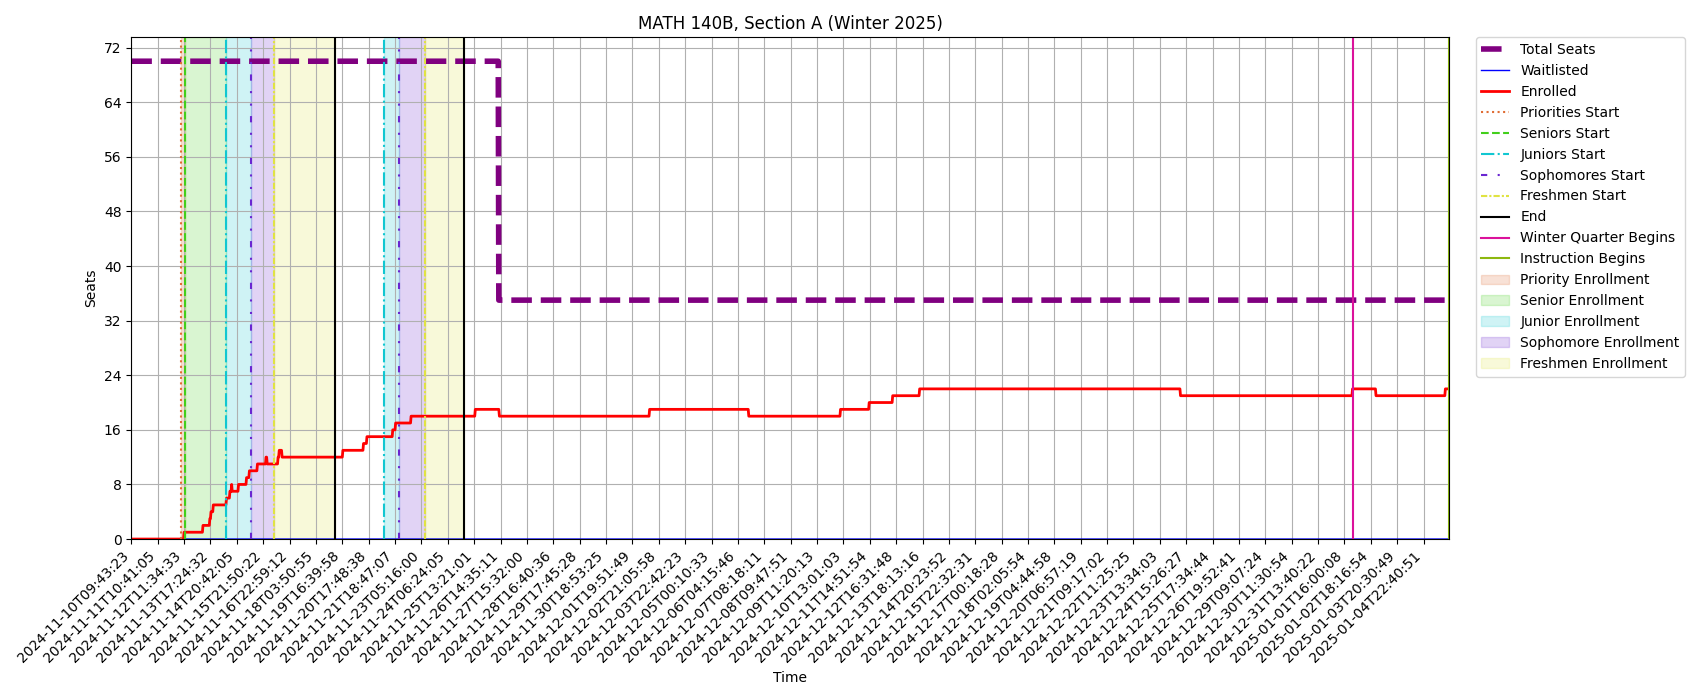 MATH 140B, Section A (Winter 2025)
Seats
72
64
56
48
40
32
24
16
8
0
2024-11-10T09:43:23
2024-11-11T10:41:05
2024-11-12T11:34:33
2024-11-13T17:24:32
2024-11-14T20:42:05
2024-11-15T21:50:22
2024-11-16T22:59:12
2024-11-18T03:50:55
2024-11-19T16:39:58
2024-11-20T17:48:38
2024-11-21T18:47:07
2024-11-23T05:16:00
2024-11-24T06:24:05
2024-11-25T13:21:01
2024-11-26T14:35:11
2024-11-27T15:32:00
2024-11-28T16:40:36
2024-11-29T17:45:28
2024-11-30T18:53:25
2024-12-01T19:51:49
2024-12-02T21:05:58
2024-12-03T22:42:23
2024-12-05T00:10:33
2024-12-06T04:15:46
2024-12-07T08:18:11
2024-12-08T09:47:51
2024-12-09T11:20:13
2024-12-10T13:01:03
2024-12-11T14:51:54
2024-12-12T16:31:48
2024-12-13T18:13:16
2024-12-14T20:23:52
2024-12-15T22:32:31
2024-12-17T00:18:28
2024-12-18T02:05:54
2024-12-19T04:44:58
2024-12-20T06:57:19
2024-12-21T09:17:02
2024-12-22T11:25:25
2024-12-23T13:34:03
2024-12-24T15:26:27
2024-12-25T17:34:44
2024-12-26T19:52:41
2024-12-29T09:07:24
2024-12-30T11:30:54
2024-12-31T13:40:22
2025-01-01T16:00:08
2025-01-02T18:16:54
2025-01-03T20:30:49
2025-01-04T22:40:51
Time
Total Seats
Waitlisted
Enrolled
Priorities Start
Seniors Start
Juniors Start
Sophomores Start
Freshmen Start
End
Winter Quarter Begins
Instruction Begins
Priority Enrollment
Senior Enrollment
Junior Enrollment
Sophomore Enrollment
Freshmen Enrollment